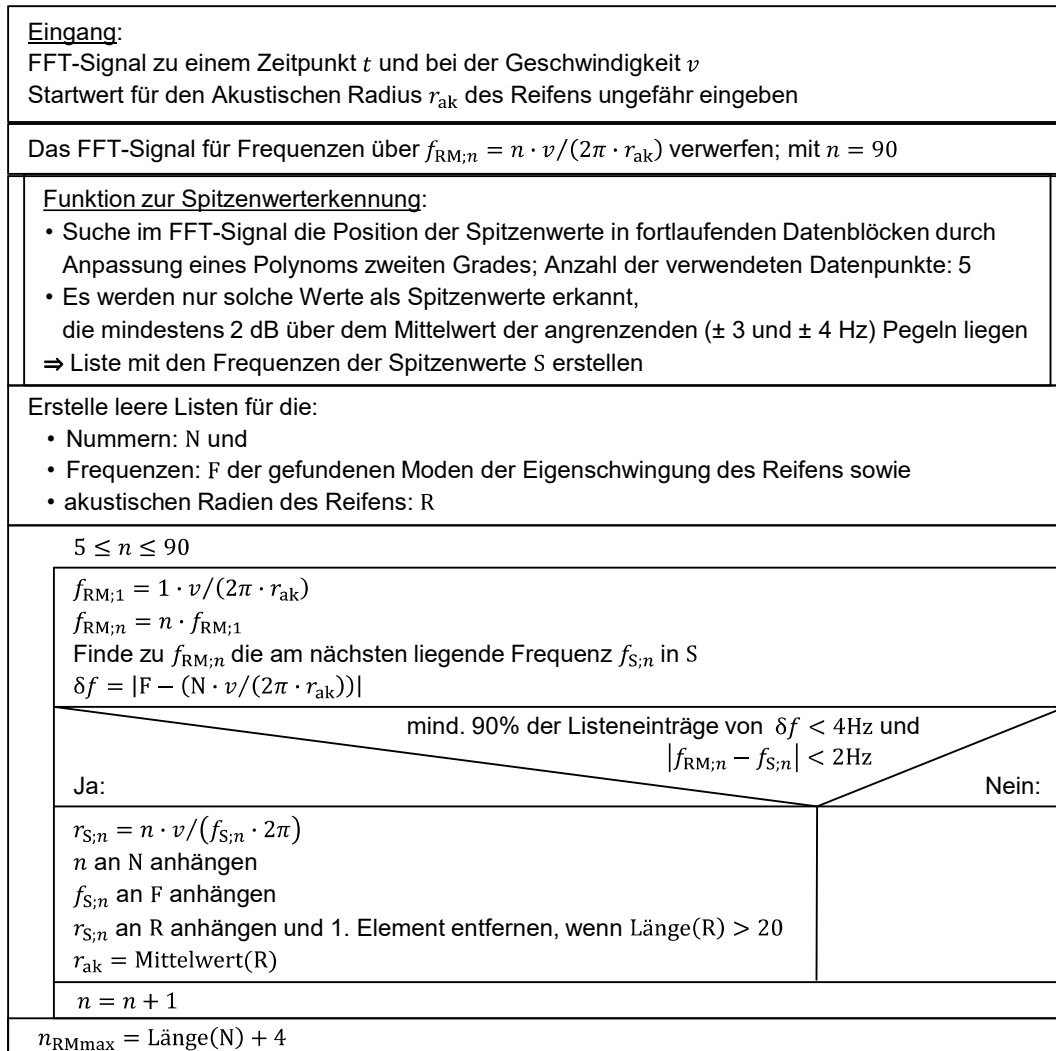 Eingang:
FFT-Signal zu einem Zeitpunkt t und bei der Geschwindigkeit v
Startwert für den Akustischen Radius r_ak des Reifens ungefähr eingeben
Das FFT-Signal für Frequenzen über f_RM;n = n · v/(2π · r_ak) verwerfen; mit n = 90
Funktion zur Spitzenwerterkennung:
• Suche im FFT-Signal die Position der Spitzenwerte in fortlaufenden Datenblöcken durch
Anpassung eines Polynoms zweiten Grades; Anzahl der verwendeten Datenpunkte: 5
• Es werden nur solche Werte als Spitzenwerte erkannt,
die mindestens 2 dB über dem Mittelwert der angrenzenden (± 3 und ± 4 Hz) Pegeln liegen
⇒ Liste mit den Frequenzen der Spitzenwerte S erstellen
Erstelle leere Listen für die:
• Nummern: N und
• Frequenzen: F der gefundenen Moden der Eigenschwingung des Reifens sowie
• akustischen Radien des Reifens: R
5 ≤ n ≤ 90
f_RM;1 = 1 · v/(2π · r_ak)
f_RM;n = n · f_RM;1
Finde zu f_RM;n die am nächsten liegende Frequenz f_S;n in S
δf = |F − (N · v/(2π · r_ak))|
mind. 90% der Listeneinträge von δf < 4Hz und
|f_RM;n − f_S;n| < 2Hz
Ja: Nein:
r_S;n = n · v/(f_S;n · 2π)
n an N anhängen
f_S;n an F anhängen
r_S;n an R anhängen und 1. Element entfernen, wenn Länge(R) > 20
r_ak = Mittelwert(R)
n = n + 1
n_RMmax = Länge(N) + 4